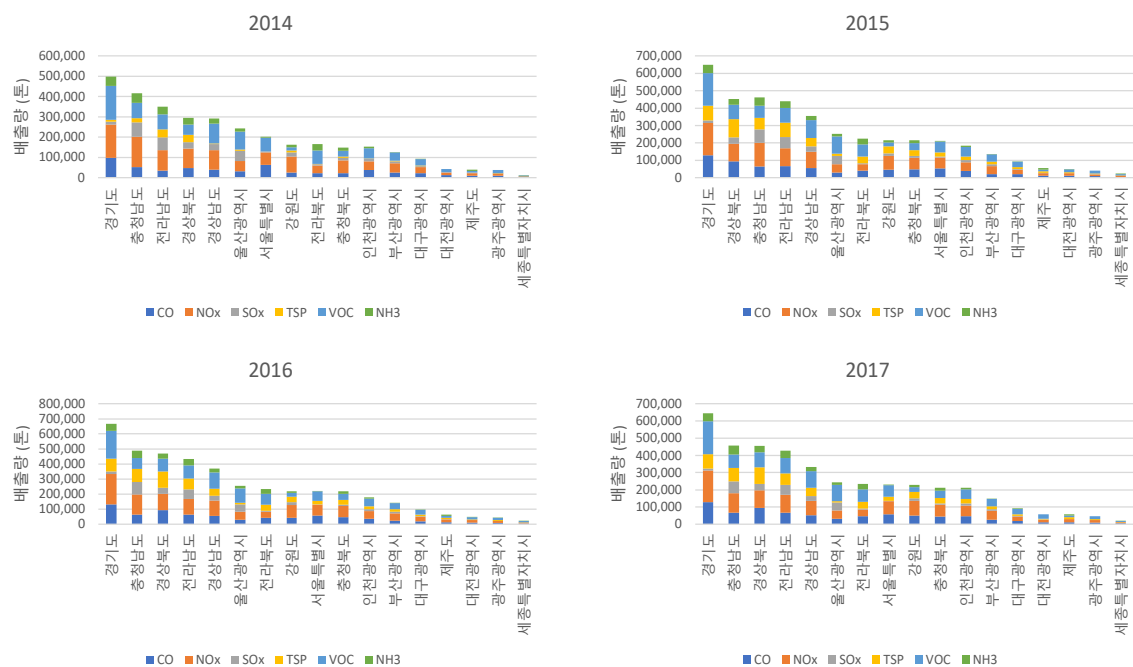 2014
600,000
500,000
400,000
300,000
200,000
100,000
0
배출량 (톤)
경기도
충청남도
전라남도
경상북도
경상남도
울산광역시
서울특별시
강원도
전라북도
충청북도
인천광역시
부산광역시
대구광역시
대전광역시
제주도
광주광역시
세종특별자치시
CO NOx SOx TSP VOC NH3
2015
700,000
600,000
500,000
400,000
300,000
200,000
100,000
0
배출량 (톤)
경기도
경상북도
충청남도
전라남도
경상남도
울산광역시
전라북도
강원도
충청북도
서울특별시
인천광역시
부산광역시
대구광역시
제주도
대전광역시
광주광역시
세종특별자치시
CO NOx SOx TSP VOC NH3
2016
800,000
700,000
600,000
500,000
400,000
300,000
200,000
100,000
0
배출량 (톤)
경기도
충청남도
경상북도
전라남도
경상남도
울산광역시
전라북도
강원도
서울특별시
충청북도
인천광역시
부산광역시
대구광역시
제주도
대전광역시
광주광역시
세종특별자치시
CO NOx SOx TSP VOC NH3
2017
700,000
600,000
500,000
400,000
300,000
200,000
100,000
0
배출량 (톤)
경기도
충청남도
경상북도
전라남도
경상남도
울산광역시
전라북도
서울특별시
강원도
충청북도
인천광역시
부산광역시
대구광역시
대전광역시
제주도
광주광역시
세종특별자치시
CO NOx SOx TSP VOC NH3